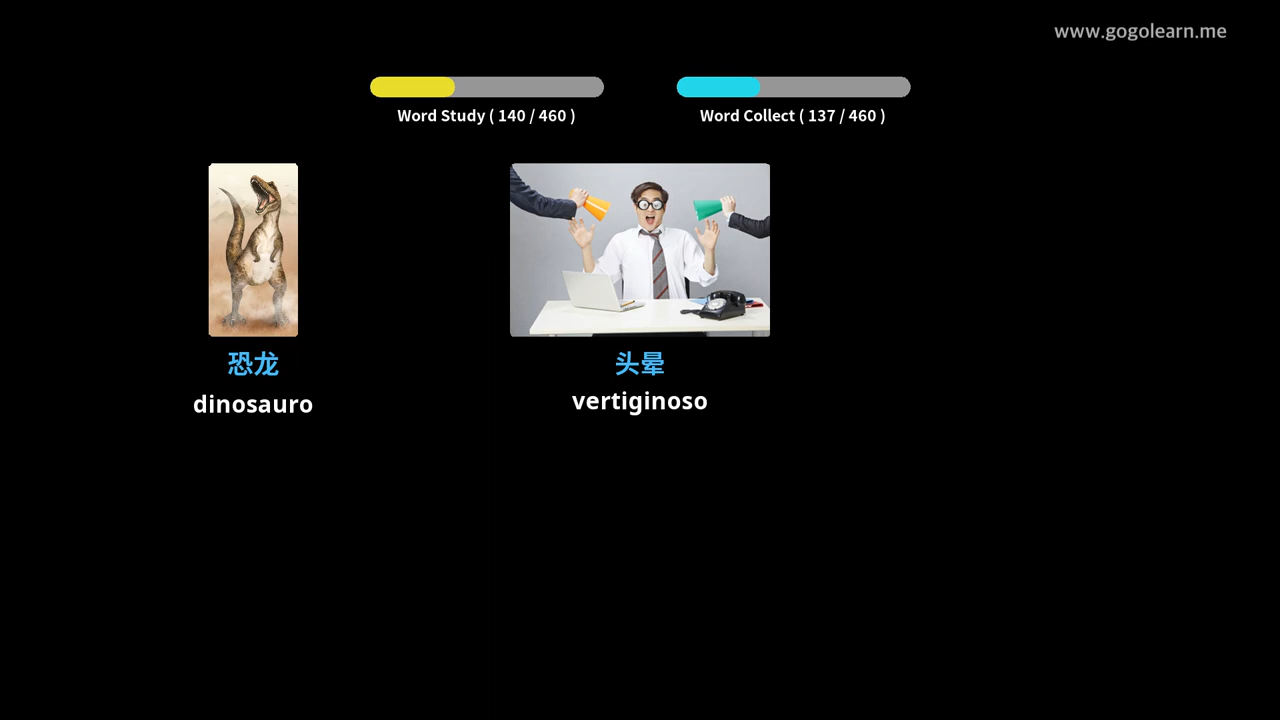 www.gogolearn.me
Word Study ( 140 / 460 )
Word Collect ( 137 / 460 )
恐龙
dinosauro
头晕
vertiginoso